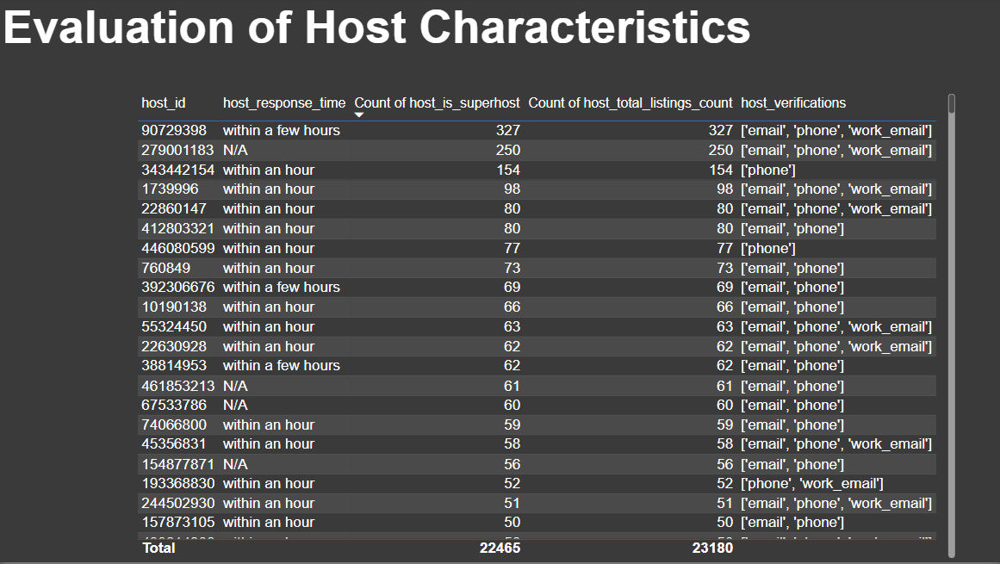 Evaluation of Host Characteristics
host_id host_response_time Count of host_is_superhost Count of host_total_listings_count host_verifications
90729398 within a few hours 327 327 ['email', 'phone', 'work_email']
279001183 N/A 250 250 ['email', 'phone', 'work_email']
343442154 within an hour 154 154 ['phone']
1739996 within an hour 98 98 ['email', 'phone', 'work_email']
22860147 within an hour 80 80 ['email', 'phone', 'work_email']
412803321 within an hour 80 80 ['email', 'phone']
446080599 within an hour 77 77 ['phone']
760849 within an hour 73 73 ['email', 'phone']
392306676 within a few hours 69 69 ['email', 'phone']
10190138 within an hour 66 66 ['email', 'phone']
55324450 within an hour 63 63 ['email', 'phone', 'work_email']
22630928 within an hour 62 62 ['email', 'phone', 'work_email']
38814953 within a few hours 62 62 ['email', 'phone']
461853213 N/A 61 61 ['email', 'phone']
67533786 N/A 60 60 ['email', 'phone']
74066800 within an hour 59 59 ['email', 'phone']
45356831 within an hour 58 58 ['email', 'phone', 'work_email']
154877871 N/A 56 56 ['email', 'phone']
193368830 within an hour 52 52 ['phone', 'work_email']
244502930 within an hour 51 51 ['email', 'phone', 'work_email']
157873105 within an hour 50 50 ['email', 'phone']
Total 22465 23180